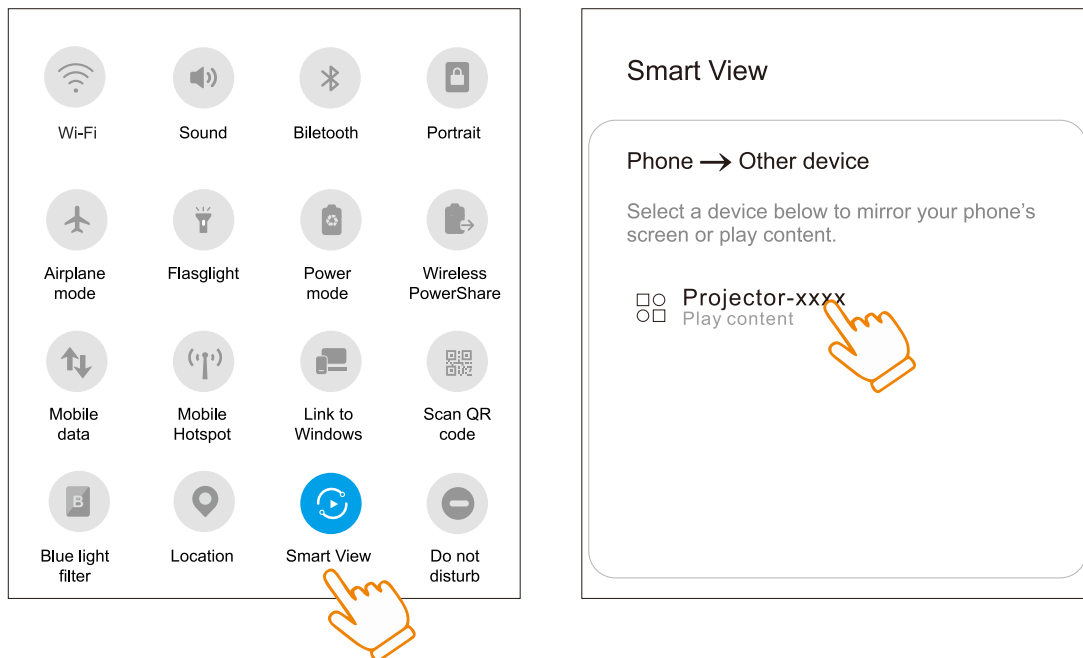 Wi-Fi
Sound
Biletooth
Portrait
Airplane
mode
Flasglight
Power
mode
Wireless
PowerShare
Mobile
data
Mobile
Hotspot
Link to
Windows
Scan QR
code
B
Blue light
filter
Location
Smart View
Do not
disturb
Smart View
Phone → Other device
Select a device below to mirror your phone's
screen or play content.
Projector-xxxx
Play content